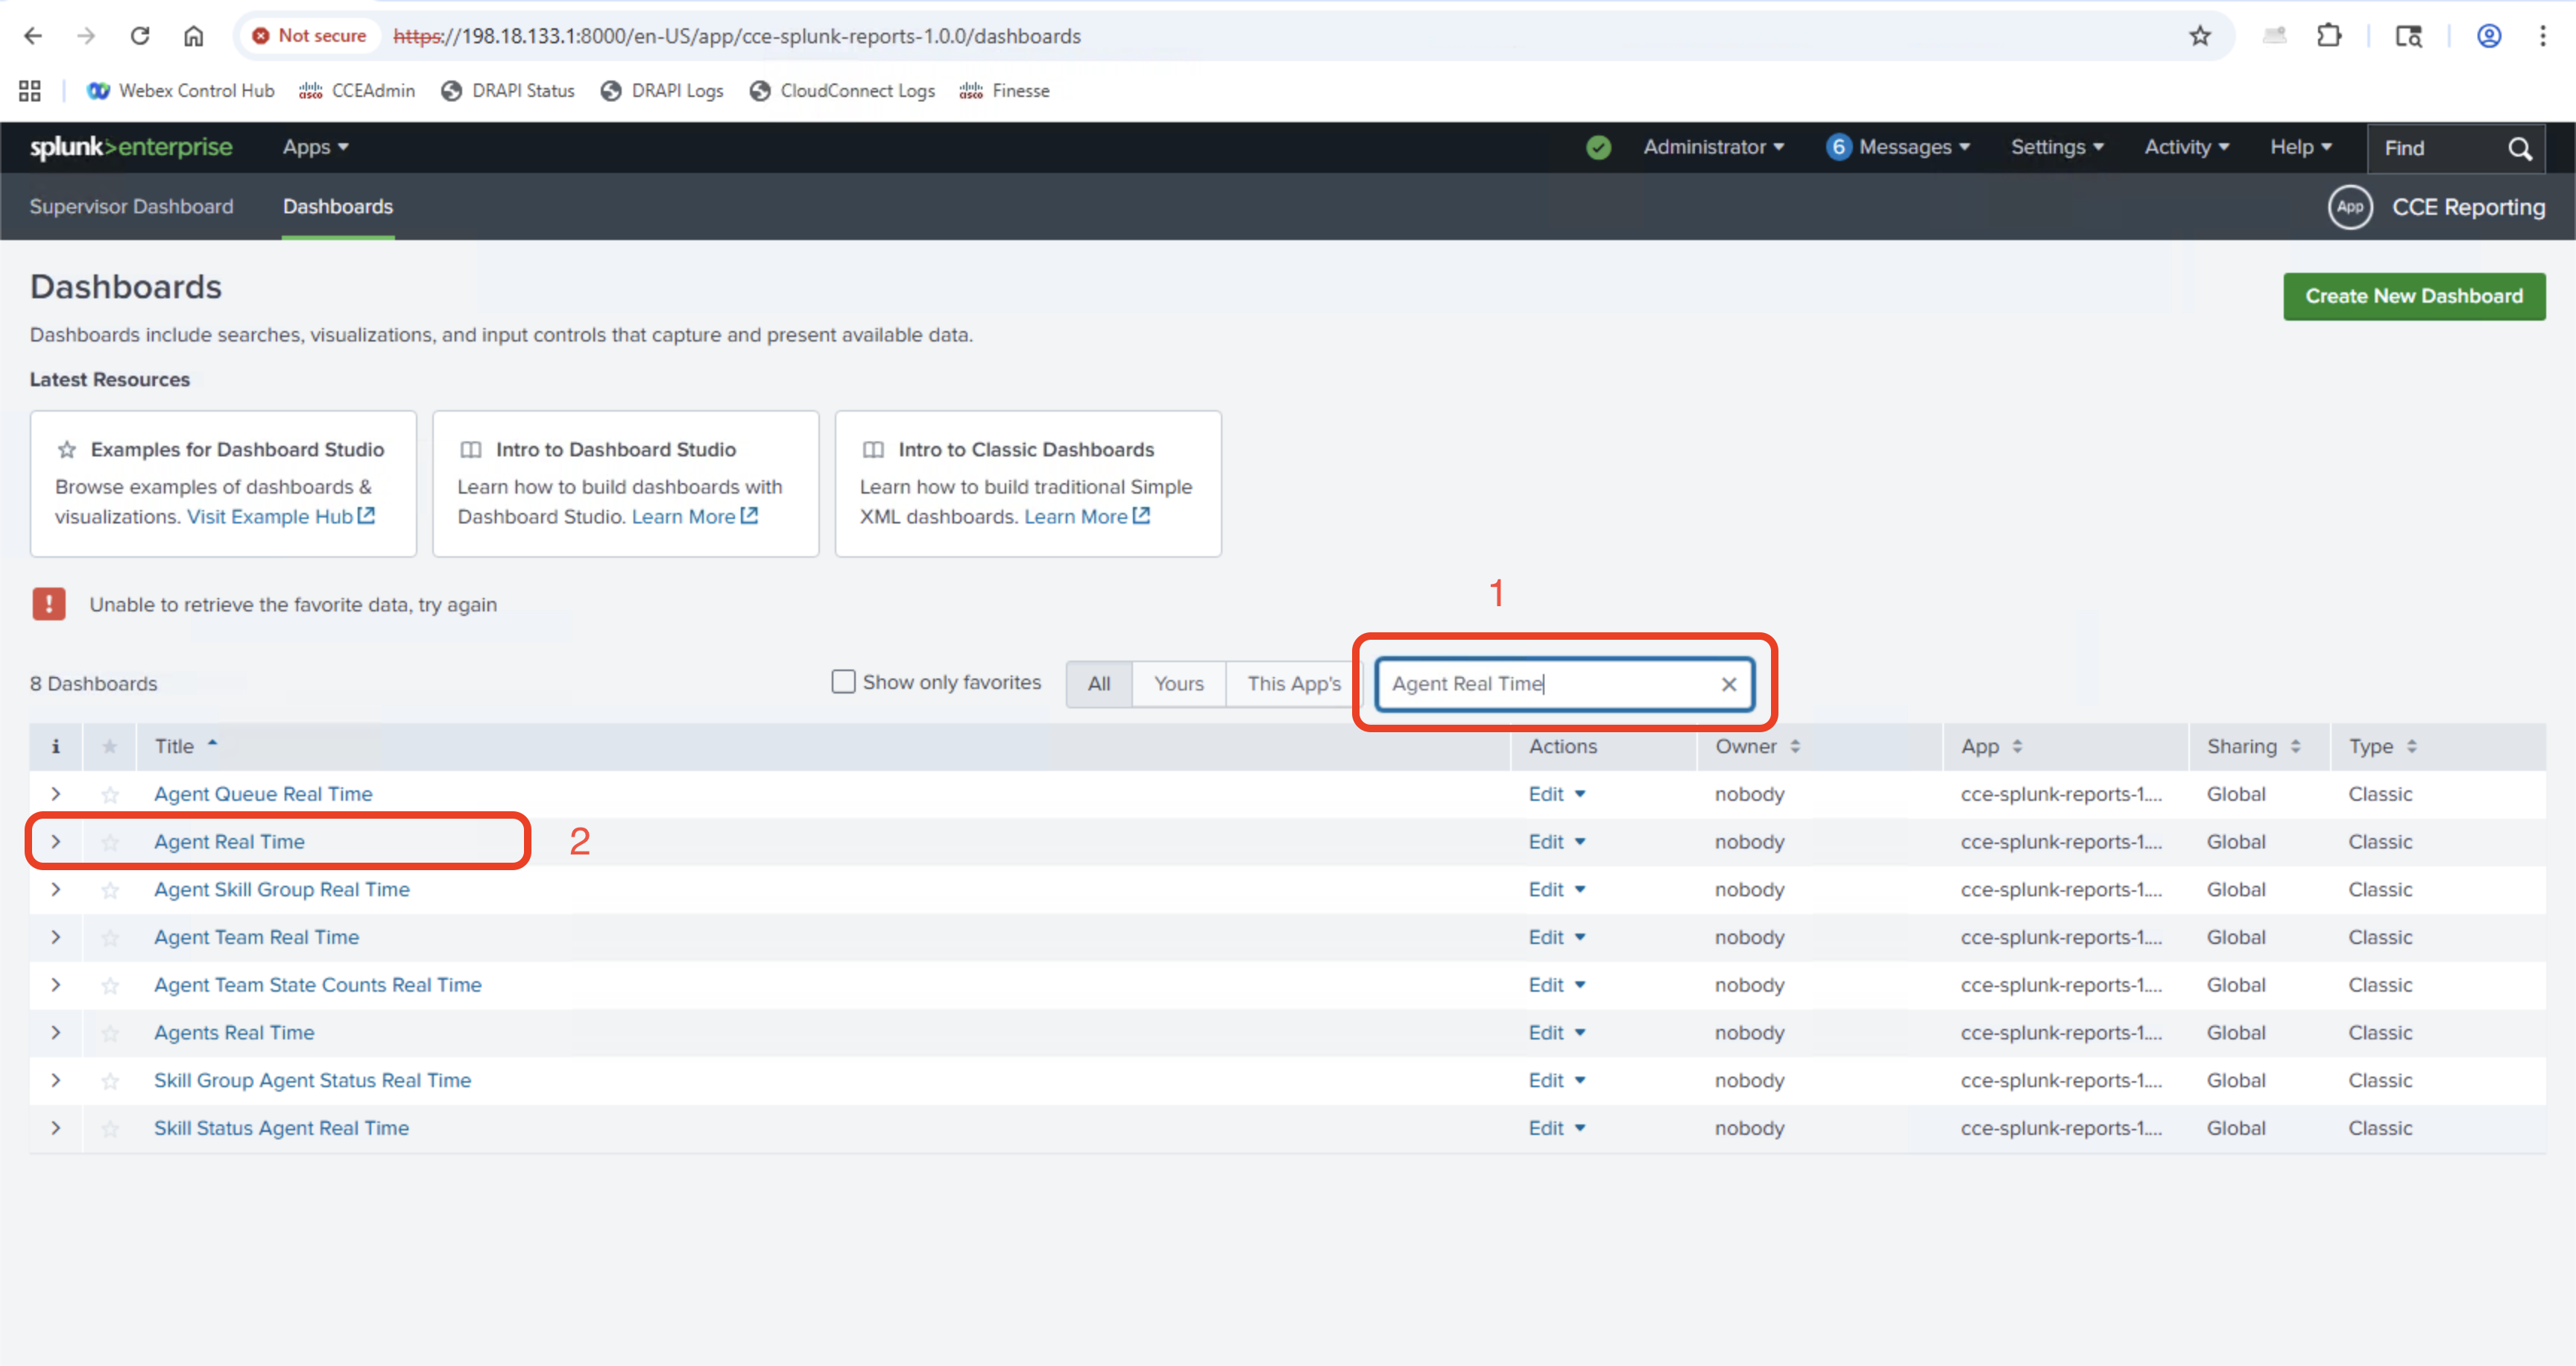 Not secure https://198.18.133.1:8000/en-US/app/cce-splunk-reports-1.0.0/dashboards
Webex Control Hub CCEAdmin DRAPI Status DRAPI Logs CloudConnect Logs Finesse
splunk>enterprise Apps Administrator 6 Messages Settings Activity Help Find
Supervisor Dashboard Dashboards App CCE Reporting
Dashboards
Create New Dashboard
Dashboards include searches, visualizations, and input controls that capture and present available data.
Latest Resources
Examples for Dashboard Studio
Browse examples of dashboards &
visualizations. Visit Example Hub
Intro to Dashboard Studio
Learn how to build dashboards with
Dashboard Studio. Learn More
Intro to Classic Dashboards
Learn how to build traditional Simple
XML dashboards. Learn More
! Unable to retrieve the favorite data, try again
1
8 Dashboards Show only favorites All Yours This App's Agent Real Time
i Title Actions Owner App Sharing Type
Agent Queue Real Time Edit nobody cce-splunk-reports-1.... Global Classic
Agent Real Time 2 Edit nobody cce-splunk-reports-1.... Global Classic
Agent Skill Group Real Time Edit nobody cce-splunk-reports-1.... Global Classic
Agent Team Real Time Edit nobody cce-splunk-reports-1.... Global Classic
Agent Team State Counts Real Time Edit nobody cce-splunk-reports-1.... Global Classic
Agents Real Time Edit nobody cce-splunk-reports-1.... Global Classic
Skill Group Agent Status Real Time Edit nobody cce-splunk-reports-1.... Global Classic
Skill Status Agent Real Time Edit nobody cce-splunk-reports-1.... Global Classic